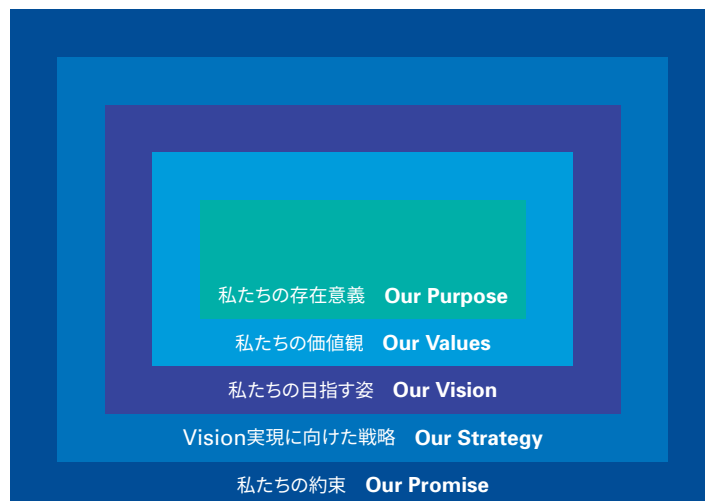 私たちの存在意義 Our Purpose
私たちの価値観 Our Values
私たちの目指す姿 Our Vision
Vision実現に向けた戦略 Our Strategy
私たちの約束 Our Promise